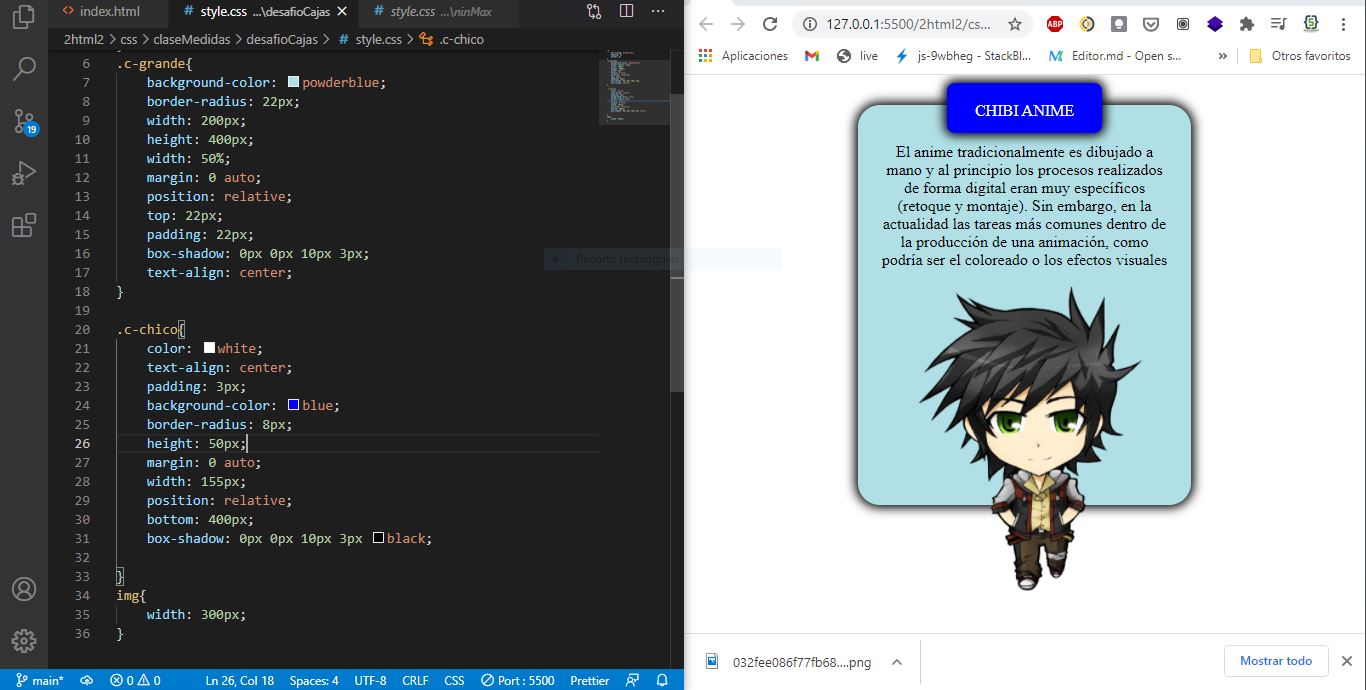 index.html
style.css ...\desafioCajas
style.css ...\ninMax
2html2 > css > claseMedidas > desafioCajas > # style.css > .c-chico
6 .c-grande{
7 background-color: powderblue;
8 border-radius: 22px;
9 width: 200px;
10 height: 400px;
11 width: 50%;
12 margin: 0 auto;
13 position: relative;
14 top: 22px;
15 padding: 22px;
16 box-shadow: 0px 0px 10px 3px;
17 text-align: center;
18 }
19
20 .c-chico{
21 color: white;
22 text-align: center;
23 padding: 3px;
24 background-color: blue;
25 border-radius: 8px;
26 height: 50px;
27 margin: 0 auto;
28 width: 155px;
29 position: relative;
30 bottom: 400px;
31 box-shadow: 0px 0px 10px 3px black;
32
33 }
34 img{
35 width: 300px;
36 }
Recorte rectangular
19
main*
0 0
Ln 26, Col 18
Spaces: 4
UTF-8
CRLF
CSS
Port : 5500
Prettier
127.0.0.1:5500/2html2/cs...
ABP
Aplicaciones
live
js-9wbheg - StackBl...
Editor.md - Open s...
»
Otros favoritos
CHIBI ANIME
El anime tradicionalmente es dibujado a
mano y al principio los procesos realizados
de forma digital eran muy específicos
(retoque y montaje). Sin embargo, en la
actualidad las tareas más comunes dentro de
la producción de una animación, como
podría ser el coloreado o los efectos visuales
032fee086f77fb68....png
Mostrar todo